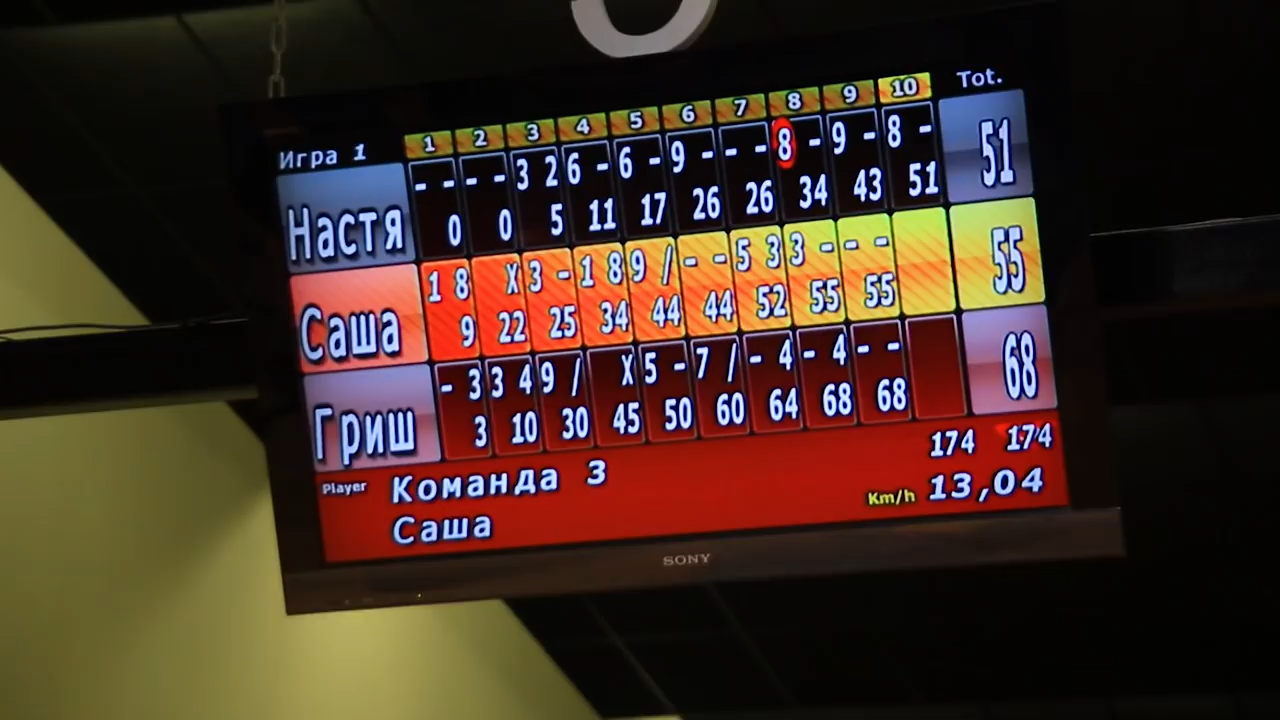 Игра 1 1 2 3 4 5 6 7 8 9 10 Tot.
- - - - 3 2 6 - 6 - 9 - - - 8 - 9 - 8 -
Настя 0 0 5 11 17 26 26 34 43 51 51
1 8 X 3 - 1 8 9 / - - 5 3 3 - - -
Саша 9 22 25 34 44 44 52 55 55 55
- 3 3 4 9 / X 5 - 7 / - 4 - 4 - -
Гриш 3 10 30 45 50 60 64 68 68 68
174 174
Player Команда 3
Km/h 13,04
Саша
SONY